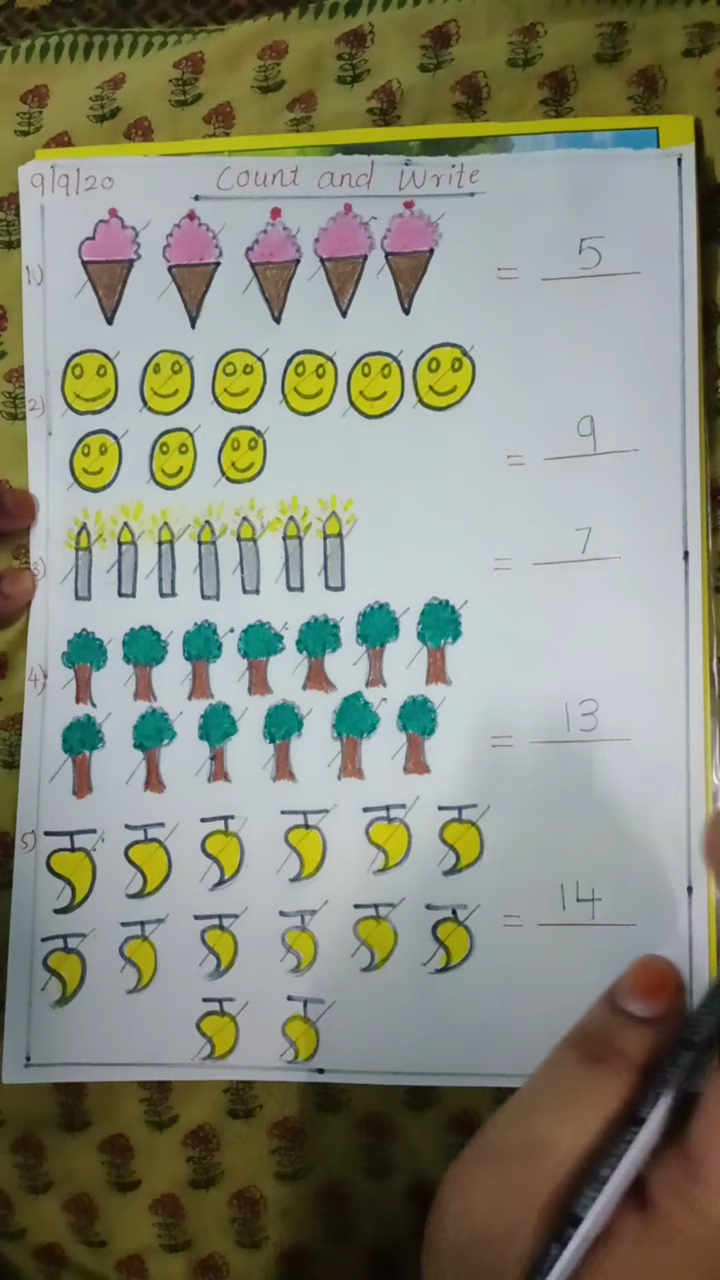 9/9/20 Count and Write
1) = 5
2) = 9
3) = 7
4) = 13
5) = 14